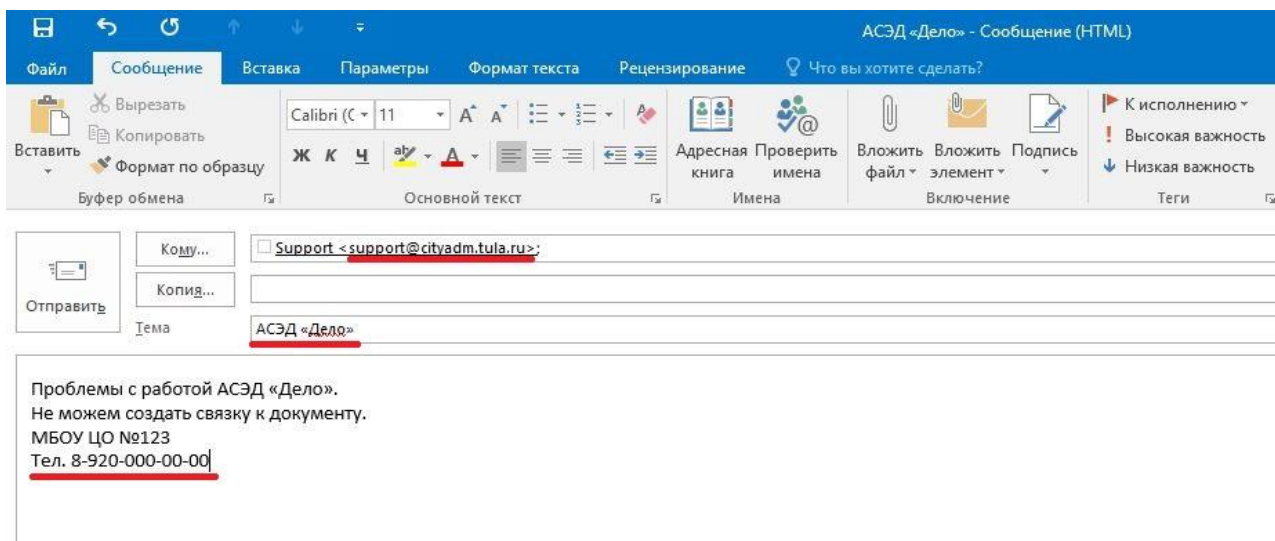 АСЭД «Дело» - Сообщение (HTML)
Файл Сообщение Вставка Параметры Формат текста Рецензирование Что вы хотите сделать?
Вставить
Вырезать
Копировать
Формат по образцу
Буфер обмена
Calibri (С 11
Ж К Ч
Основной текст
Адресная книга
Проверить имена
Имена
Вложить файл
Вложить элемент
Подпись
Включение
К исполнению
Высокая важность
Низкая важность
Теги
Отправить
Кому... Support <support@cityadm.tula.ru>;
Копия...
Тема АСЭД «Дело»
Проблемы с работой АСЭД «Дело».
Не можем создать связку к документу.
МБОУ ЦО №123
Тел. 8-920-000-00-00